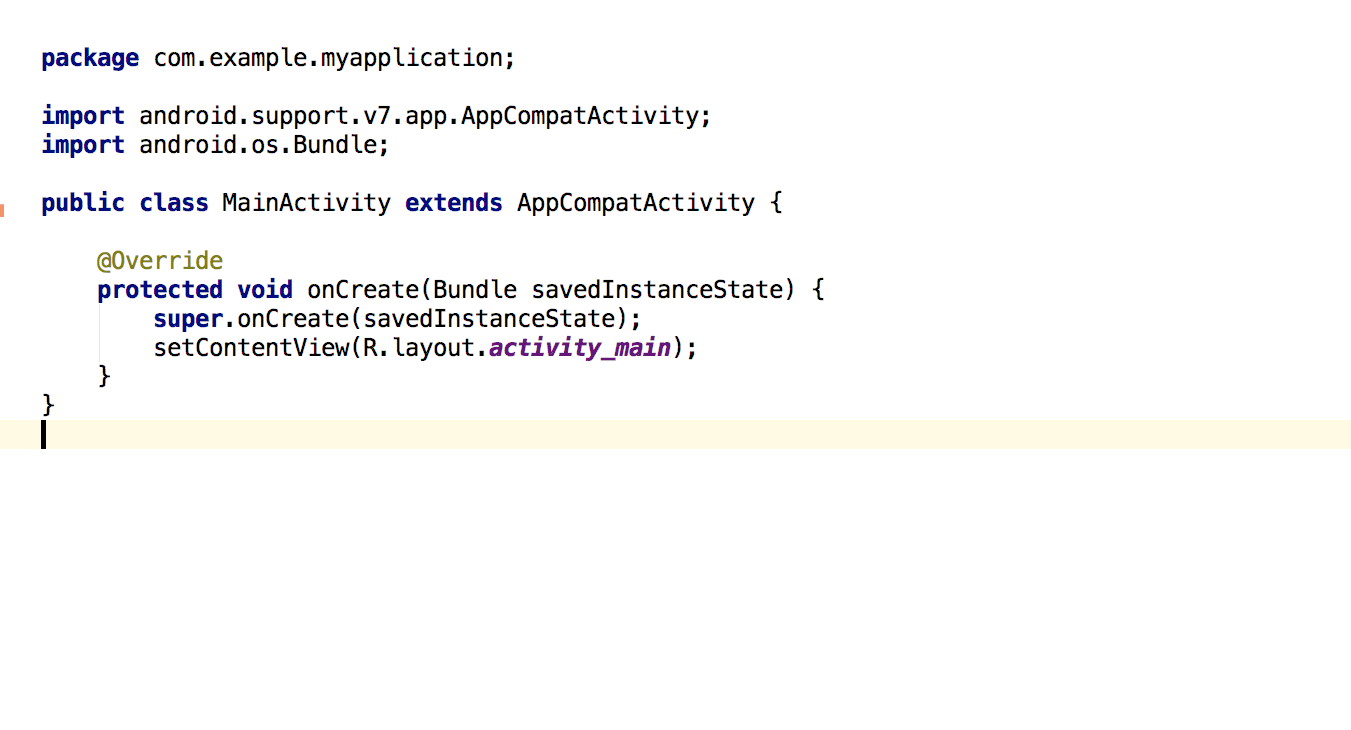 package com.example.myapplication;
import android.support.v7.app.AppCompatActivity;
import android.os.Bundle;
public class MainActivity extends AppCompatActivity {
@Override
protected void onCreate(Bundle savedInstanceState) {
super.onCreate(savedInstanceState);
setContentView(R.layout.activity_main);
}
}